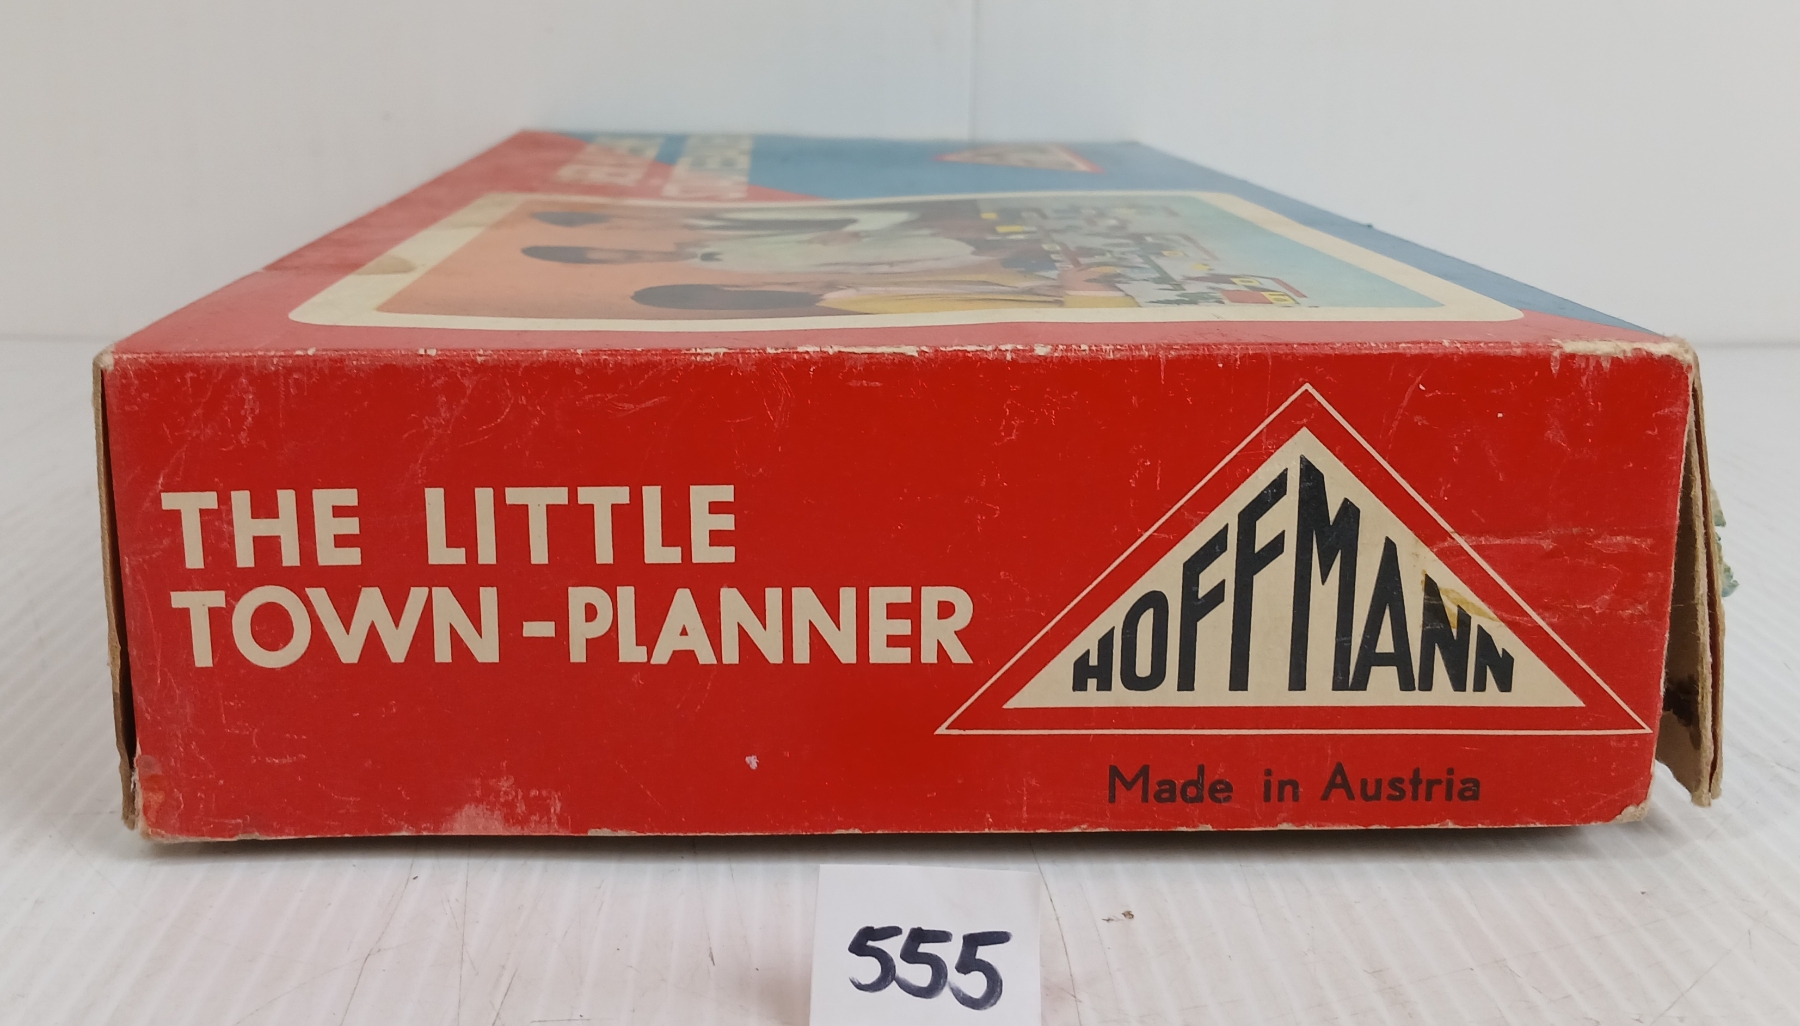 THE LITTLE
TOWN-PLANNER
HOFFMANN
Made in Austria
555